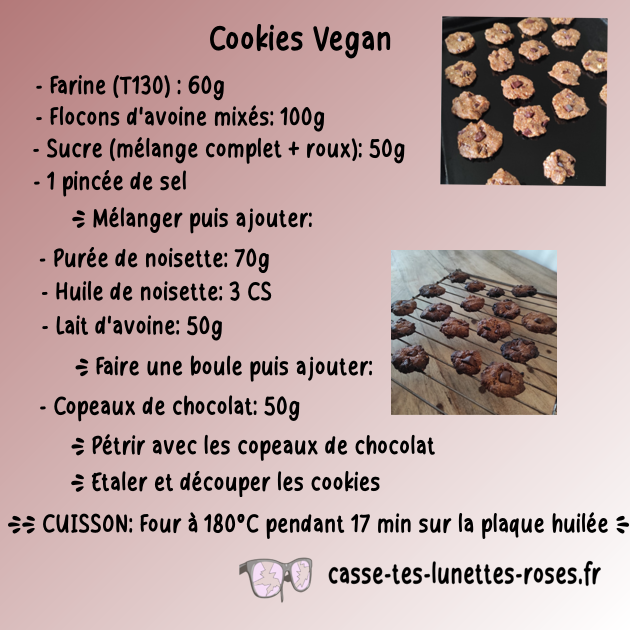 Cookies Vegan
- Farine (T130) : 60g
- Flocons d'avoine mixés: 100g
- Sucre (mélange complet + roux): 50g
- 1 pincée de sel
Mélanger puis ajouter:
- Purée de noisette: 70g
- Huile de noisette: 3 CS
- Lait d'avoine: 50g
Faire une boule puis ajouter:
- Copeaux de chocolat: 50g
Pétrir avec les copeaux de chocolat
Etaler et découper les cookies
CUISSON: Four à 180°C pendant 17 min sur la plaque huilée
casse-tes-lunettes-roses.fr